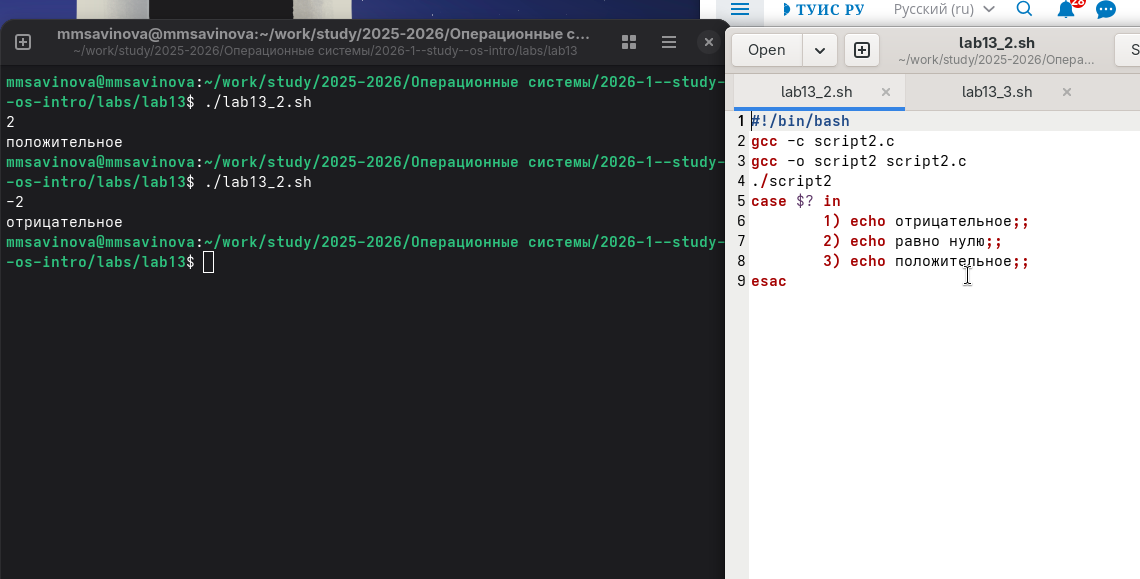 mmsavinova@mmsavinova:~/work/study/2025-2026/Операционные с...
~/work/study/2025-2026/Операционные системы/2026-1--study--os-intro/labs/lab13
mmsavinova@mmsavinova:~/work/study/2025-2026/Операционные системы/2026-1--study-
-os-intro/labs/lab13$ ./lab13_2.sh
2
положительное
mmsavinova@mmsavinova:~/work/study/2025-2026/Операционные системы/2026-1--study-
-os-intro/labs/lab13$ ./lab13_2.sh
-2
отрицательное
mmsavinova@mmsavinova:~/work/study/2025-2026/Операционные системы/2026-1--study-
-os-intro/labs/lab13$
ТУИС РУ
Русский (ru)
28
Open
lab13_2.sh
~/work/study/2025-2026/Опера...
S
lab13_2.sh
lab13_3.sh
1 #!/bin/bash
2 gcc -c script2.c
3 gcc -o script2 script2.c
4 ./script2
5 case $? in
6 1) echo отрицательное;;
7 2) echo равно нулю;;
8 3) echo положительное;;
9 esac